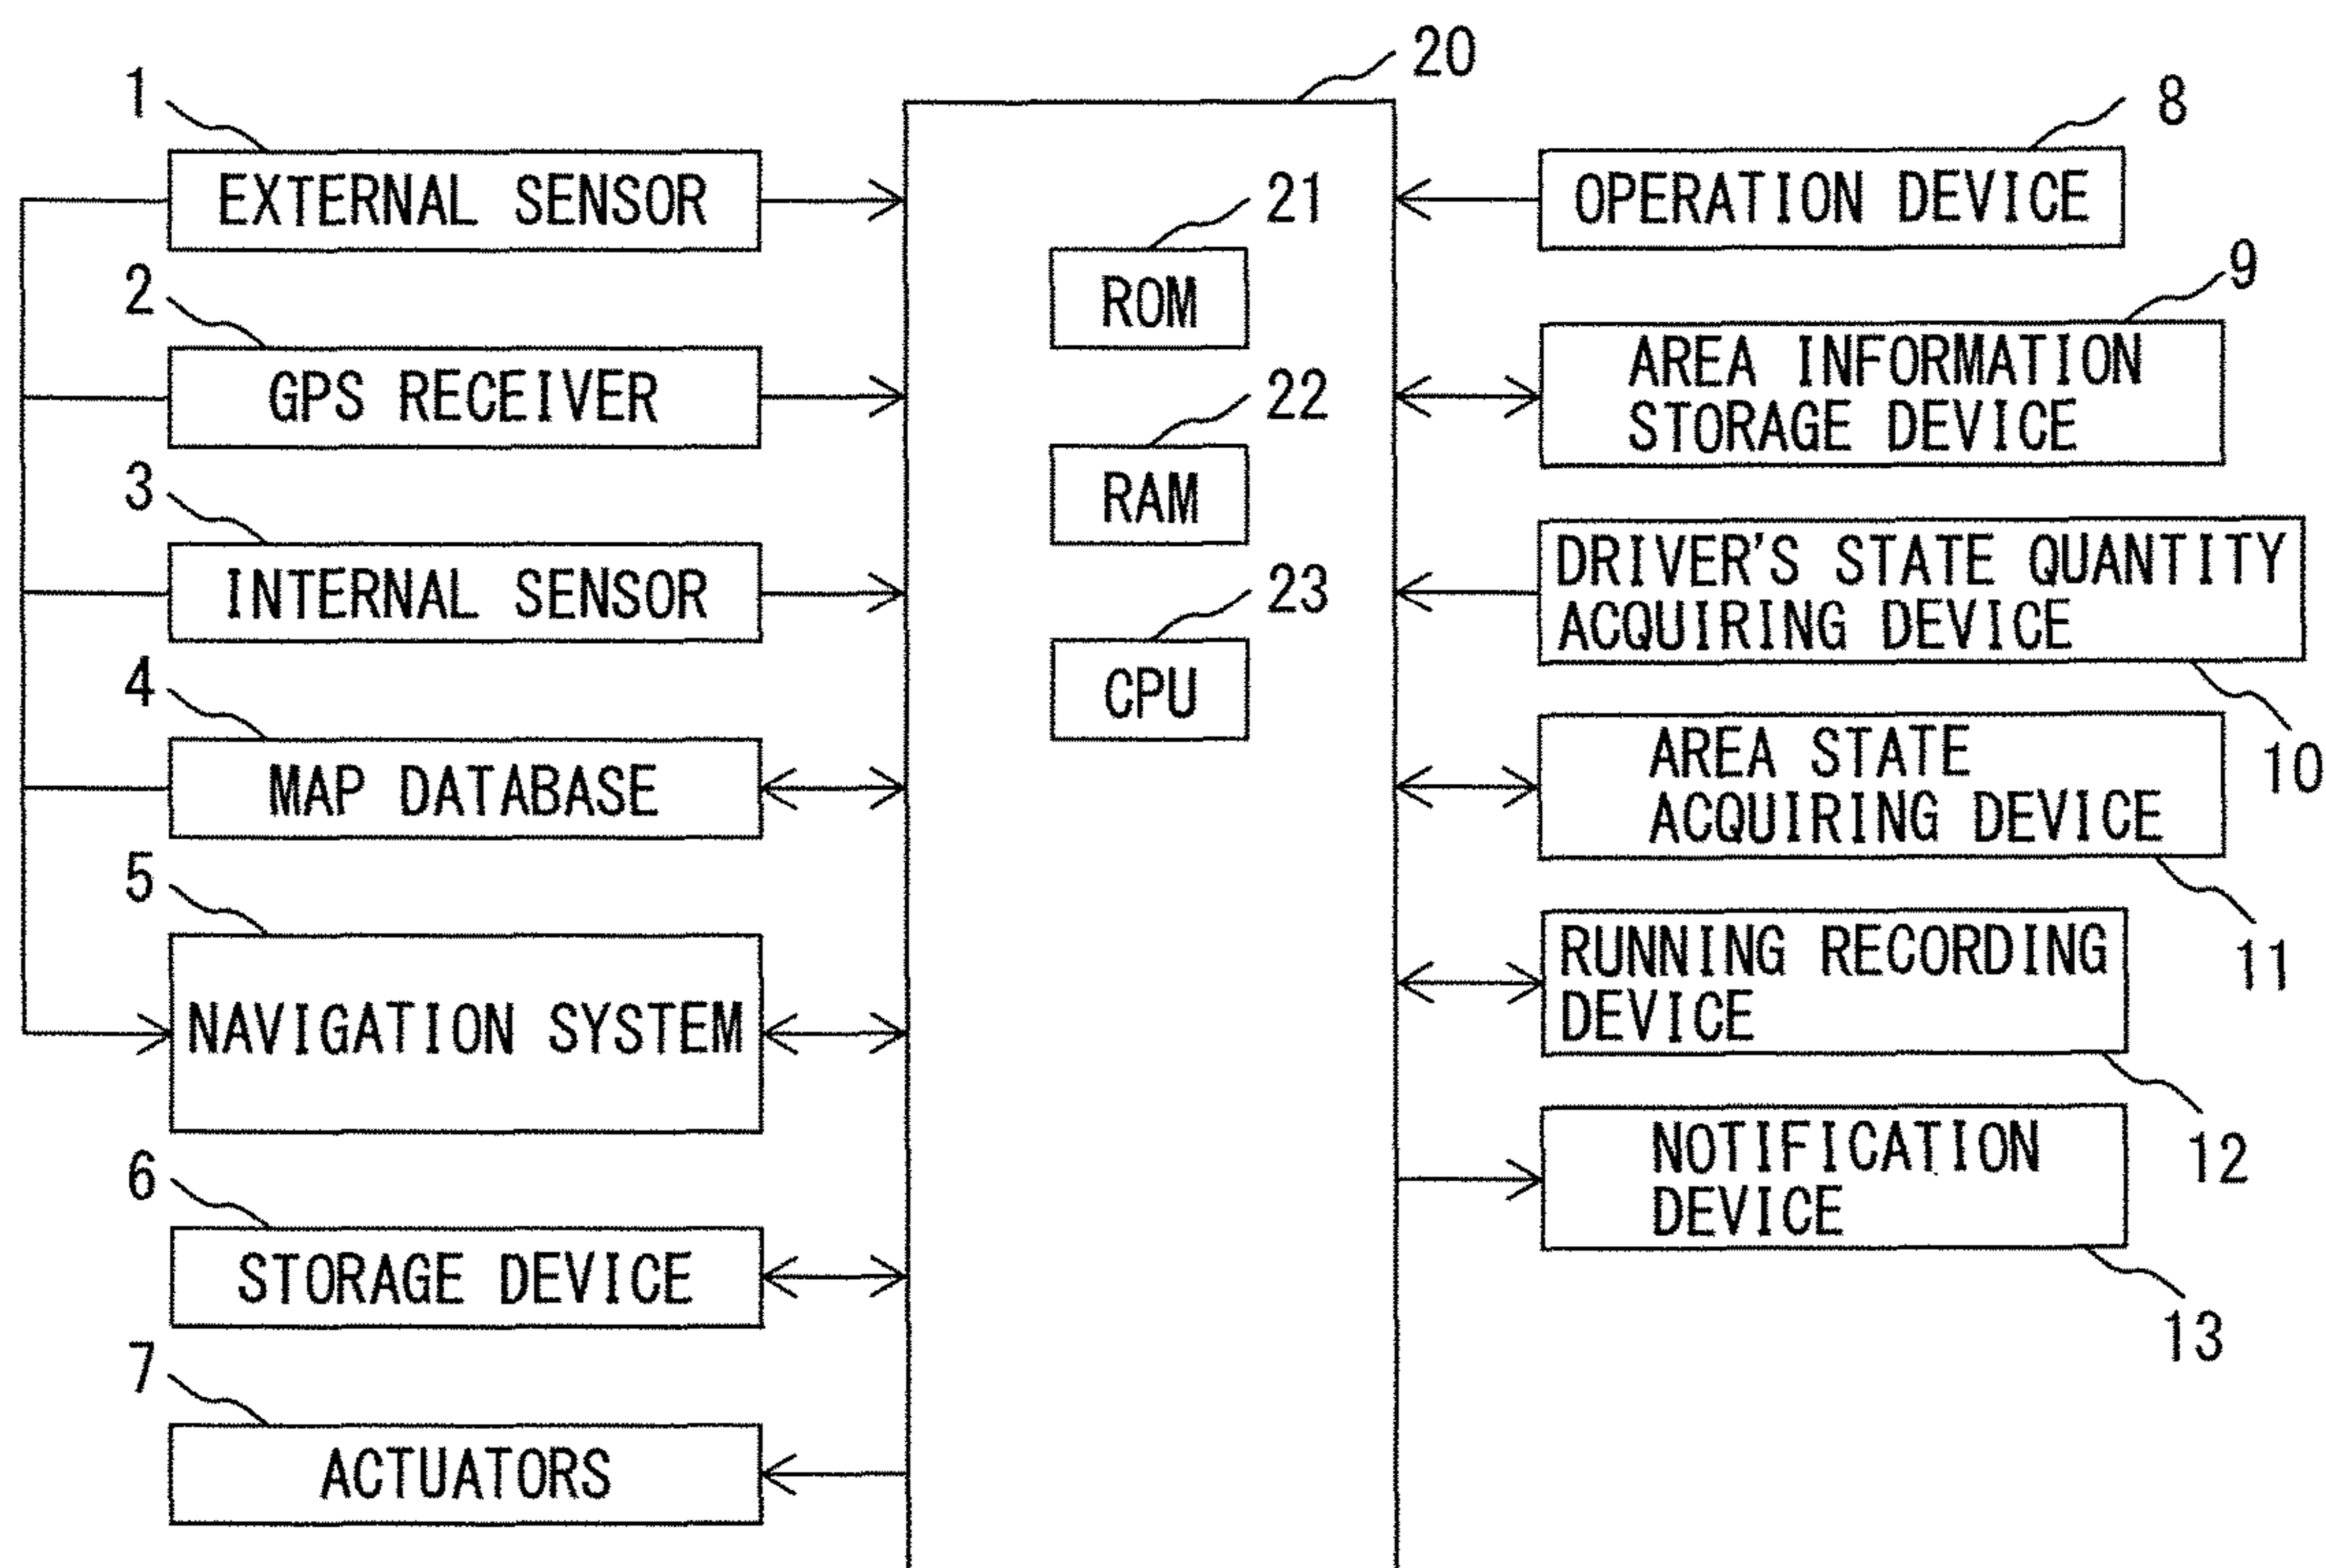 1
EXTERNAL SENSOR
2
GPS RECEIVER
3
INTERNAL SENSOR
4
MAP DATABASE
5
NAVIGATION SYSTEM
6
STORAGE DEVICE
7
ACTUATORS
20
21
ROM
22
RAM
23
CPU
8
OPERATION DEVICE
9
AREA INFORMATION
STORAGE DEVICE
DRIVER'S STATE QUANTITY
ACQUIRING DEVICE
10
AREA STATE
ACQUIRING DEVICE
11
RUNNING RECORDING
DEVICE
12
NOTIFICATION
DEVICE
13